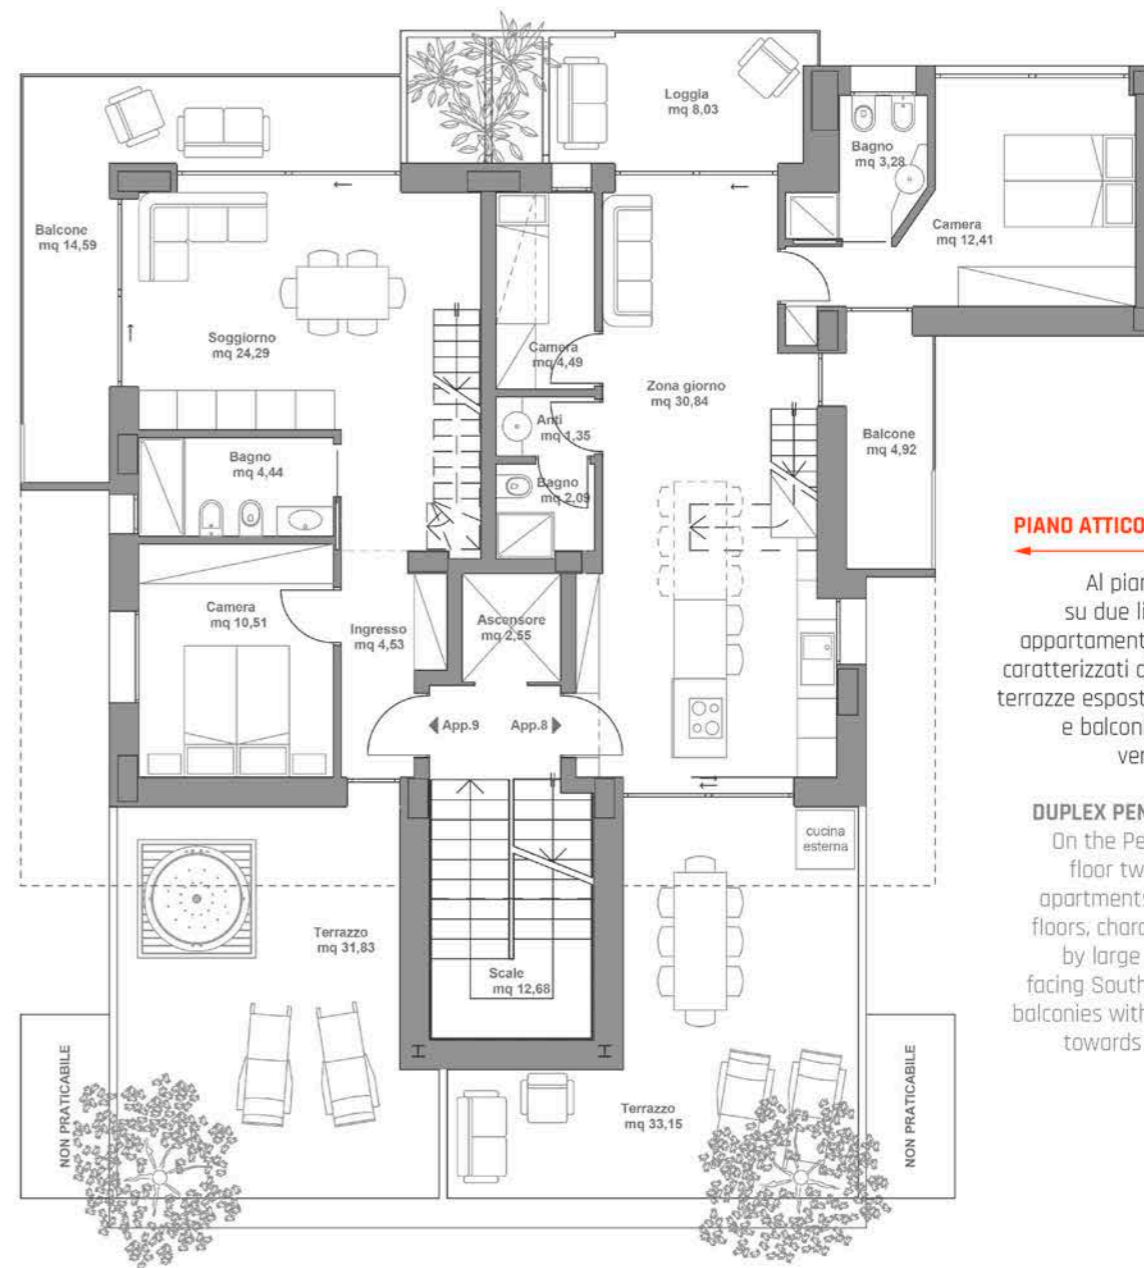 Loggia
mq 8,03
Bagno
mq 3,28
Balcone
mq 14,59
Camera
mq 12,41
Soggiorno
mq 24,29
Camera
mq 4,49
Zona giorno
mq 30,84
Anti
mq 1,35
Balcone
mq 4,92
Bagno
mq 4,44
Bagno
mq 2,09
Camera
mq 10,51
Ingresso
mq 4,53
Ascensore
mq 2,55
App.9
App.8
cucina
esterna
Terrazzo
mq 31,83
Scale
mq 12,68
Terrazzo
mq 33,15
NON PRATICABILE
NON PRATICABILE
PIANO ATTICO
Al pian
su due li
appartament
caratterizzati
terrazze espost
e balconi
ver
DUPLEX PEN
On the Pe
floor tw
apartments
floors, chara
by large
facing South
balconies with
towards